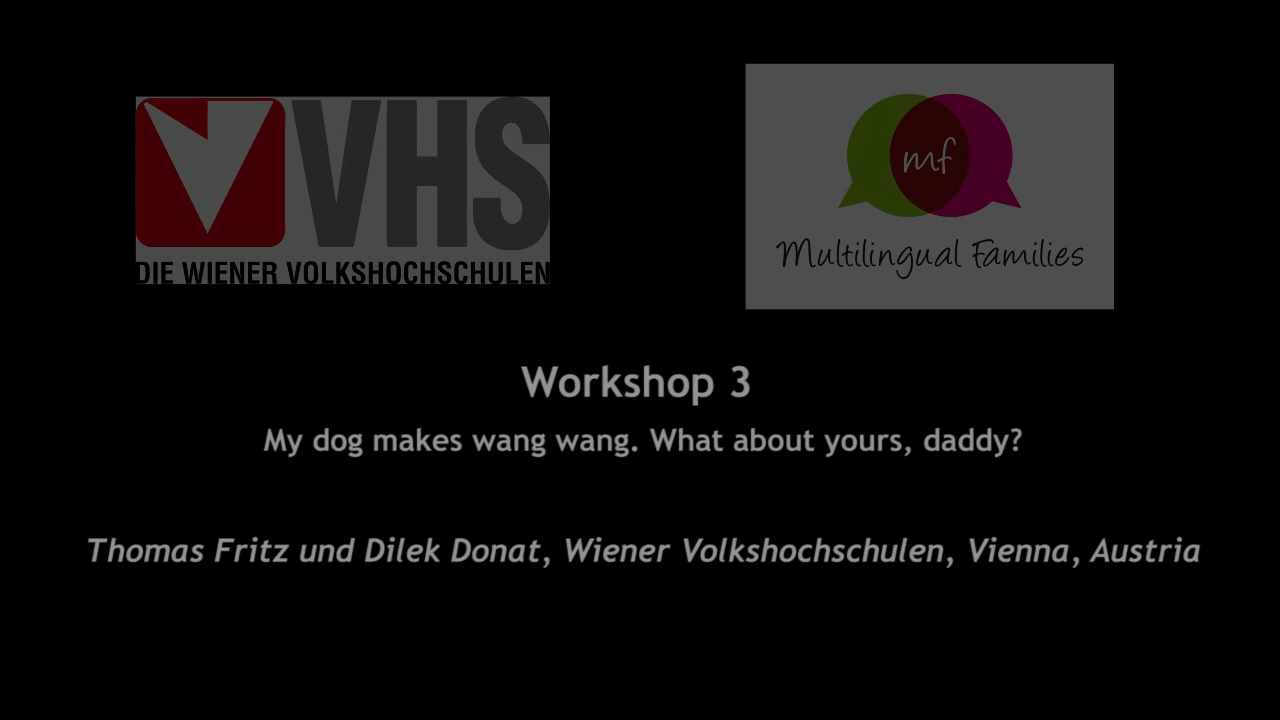 VHS
DIE WIENER VOLKSHOCHSCHULEN
mf
Multilingual Families
Workshop 3
My dog makes wang wang. What about yours, daddy?
Thomas Fritz und Dilek Donat, Wiener Volkshochschulen, Vienna, Austria